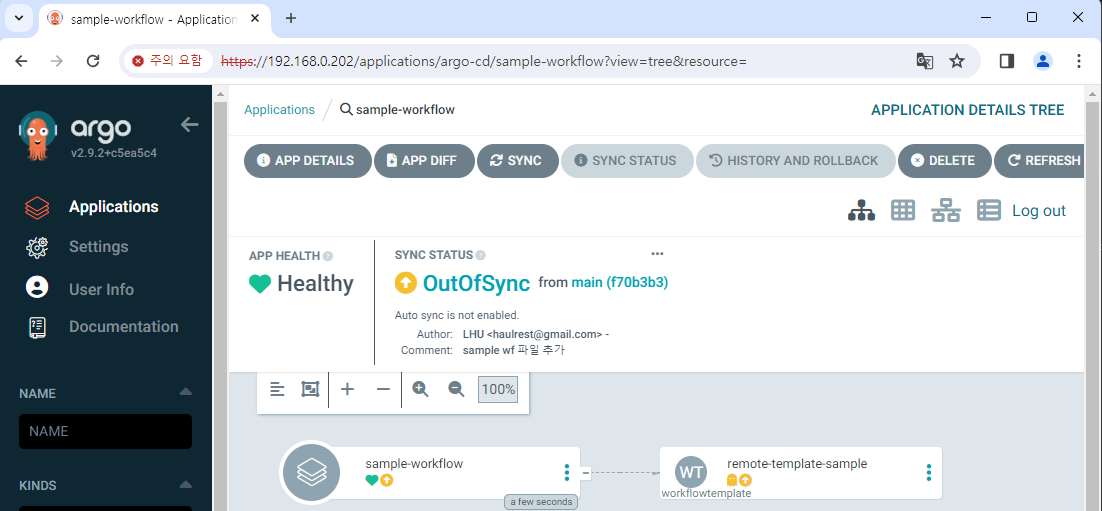 sample-workflow - Application
주의 요함
https://192.168.0.202/applications/argo-cd/sample-workflow?view=tree&resource=
argo
v2.9.2+c5ea5c4
Applications
Settings
User Info
Documentation
NAME
NAME
KINDS
Applications / sample-workflow
APPLICATION DETAILS TREE
APP DETAILS
APP DIFF
SYNC
SYNC STATUS
HISTORY AND ROLLBACK
DELETE
REFRESH
Log out
APP HEALTH
Healthy
SYNC STATUS
OutOfSync from main (f70b3b3)
Auto sync is not enabled.
Author: LHU <haulrest@gmail.com> -
Comment: sample wf 파일 추가
100%
sample-workflow
a few seconds
WT
workflowtemplate
remote-template-sample